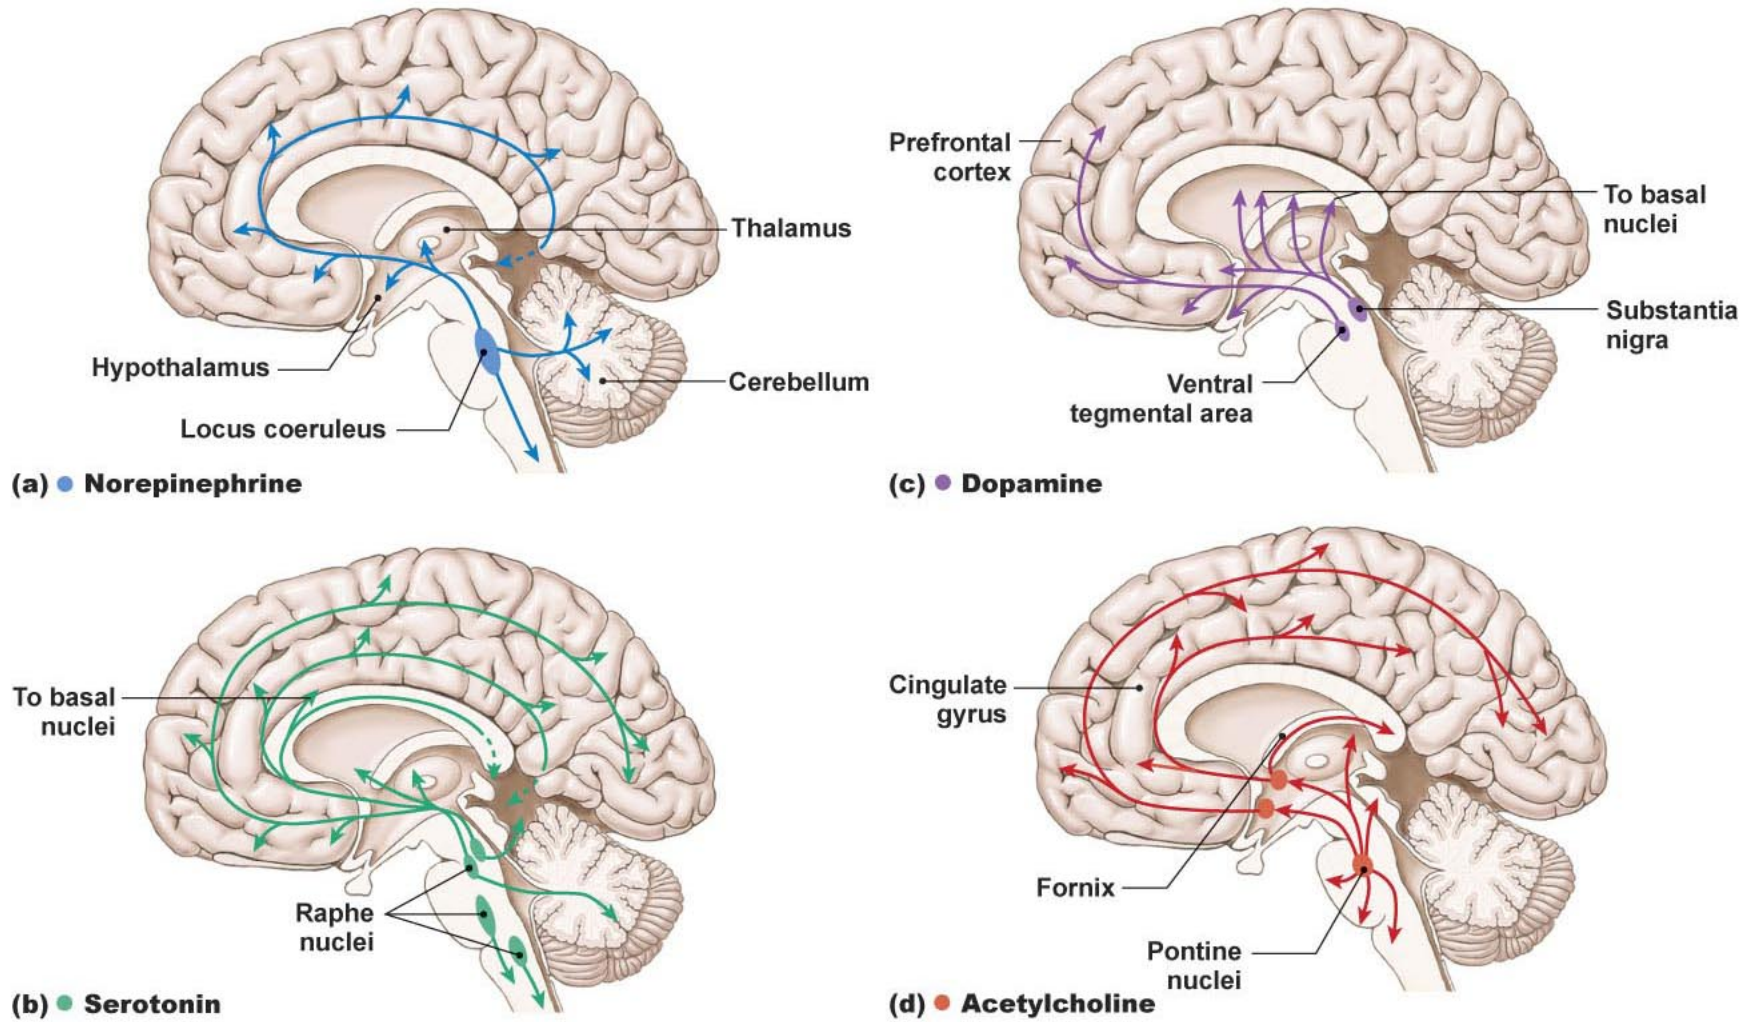 Thalamus
Hypothalamus
Cerebellum
Locus coeruleus
(a) Norepinephrine
Prefrontal
cortex
To basal
nuclei
Substantia
nigra
Ventral
tegmental area
(c) Dopamine
To basal
nuclei
Raphe
nuclei
(b) Serotonin
Cingulate
gyrus
Fornix
Pontine
nuclei
(d) Acetylcholine